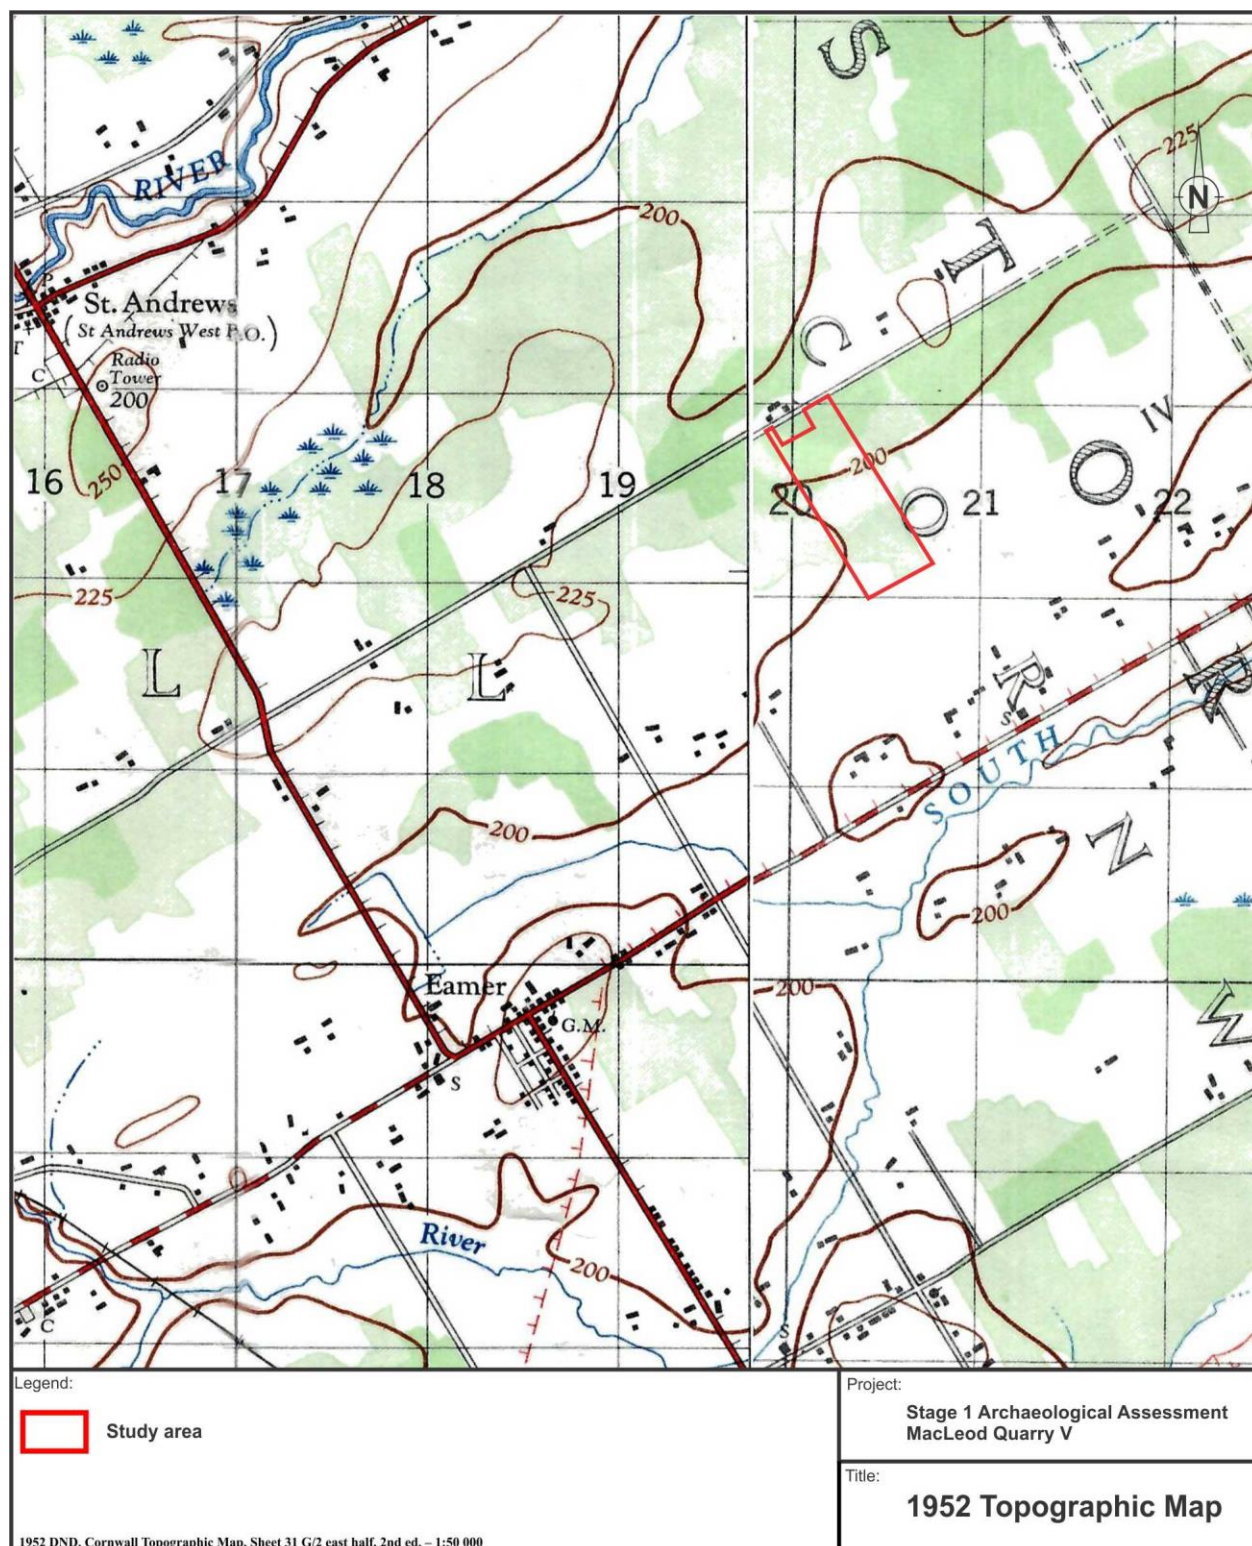 S
225
RIVER
N
200
T
P
St. Andrews
(St Andrews West P.O.)
T
Radio
Tower
200
C
C
IV
250
200
16
17
18
19
20
21
22
O
O
225
225
L
L
R
S
SOUTH
R
200
N
200
Eamer
200
W
G.M.
S
River
200
C
S
Legend:
Study area
1952 DND, Cornwall Topographic Map, Sheet 31 G/2 east half, 2nd ed. – 1:50 000
Project:
Stage 1 Archaeological Assessment
MacLeod Quarry V
Title:
1952 Topographic Map